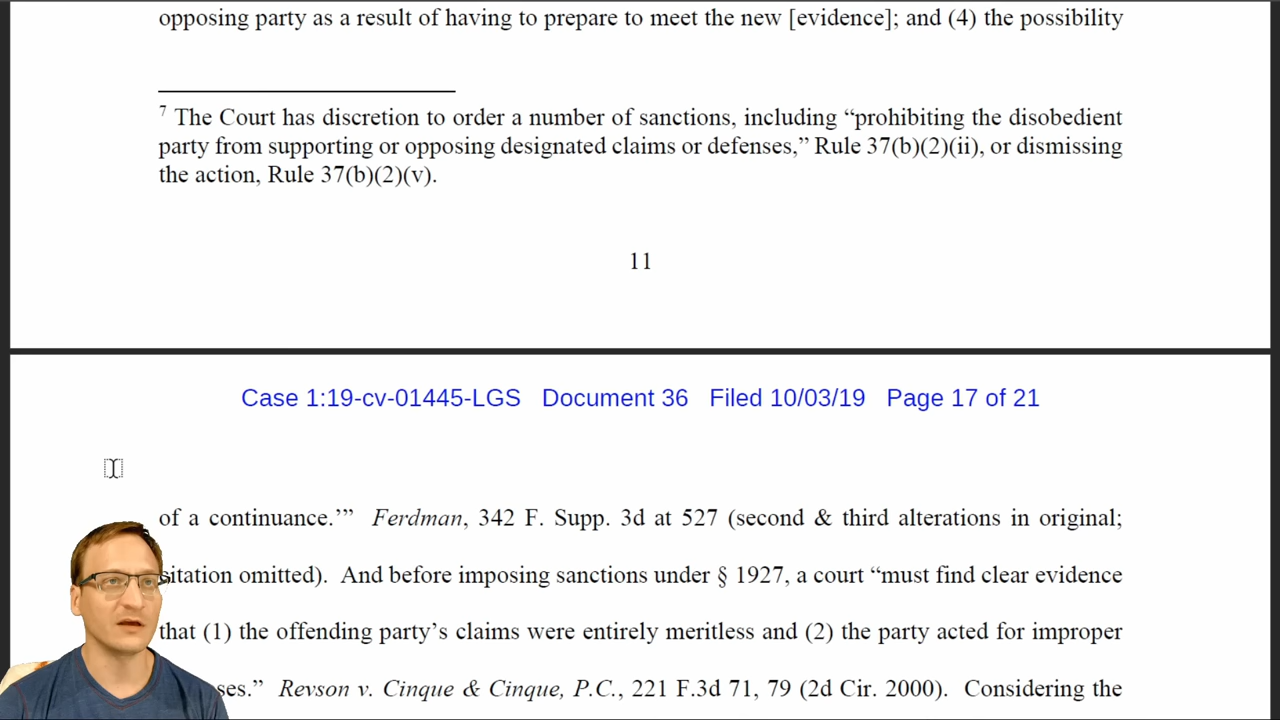 opposing party as a result of having to prepare to meet the new [evidence]; and (4) the possibility
7 The Court has discretion to order a number of sanctions, including “prohibiting the disobedient
party from supporting or opposing designated claims or defenses,” Rule 37(b)(2)(ii), or dismissing
the action, Rule 37(b)(2)(v).
11
Case 1:19-cv-01445-LGS Document 36 Filed 10/03/19 Page 17 of 21
of a continuance.’” Ferdman, 342 F. Supp. 3d at 527 (second & third alterations in original;
citation omitted). And before imposing sanctions under § 1927, a court “must find clear evidence
that (1) the offending party’s claims were entirely meritless and (2) the party acted for improper
ses.” Revson v. Cinque & Cinque, P.C., 221 F.3d 71, 79 (2d Cir. 2000). Considering the